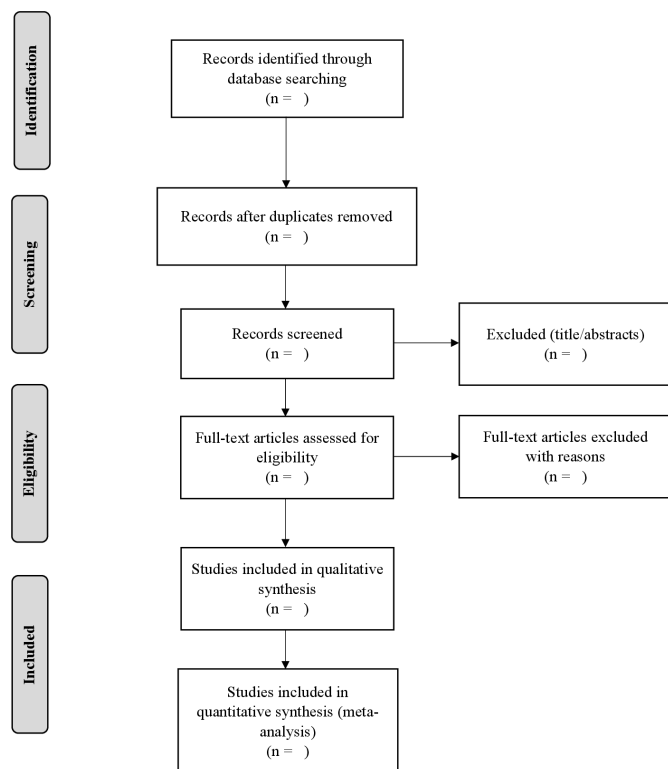 Identification
Records identified through
database searching
(n =   )
Screening
Records after duplicates removed
(n =   )
Records screened
(n =   )
Excluded (title/abstracts)
(n =   )
Eligibility
Full-text articles assessed for
eligibility
(n =   )
Full-text articles excluded
with reasons
(n =   )
Included
Studies included in qualitative
synthesis
(n =   )
Studies included in
quantitative synthesis (meta-
analysis)
(n =   )